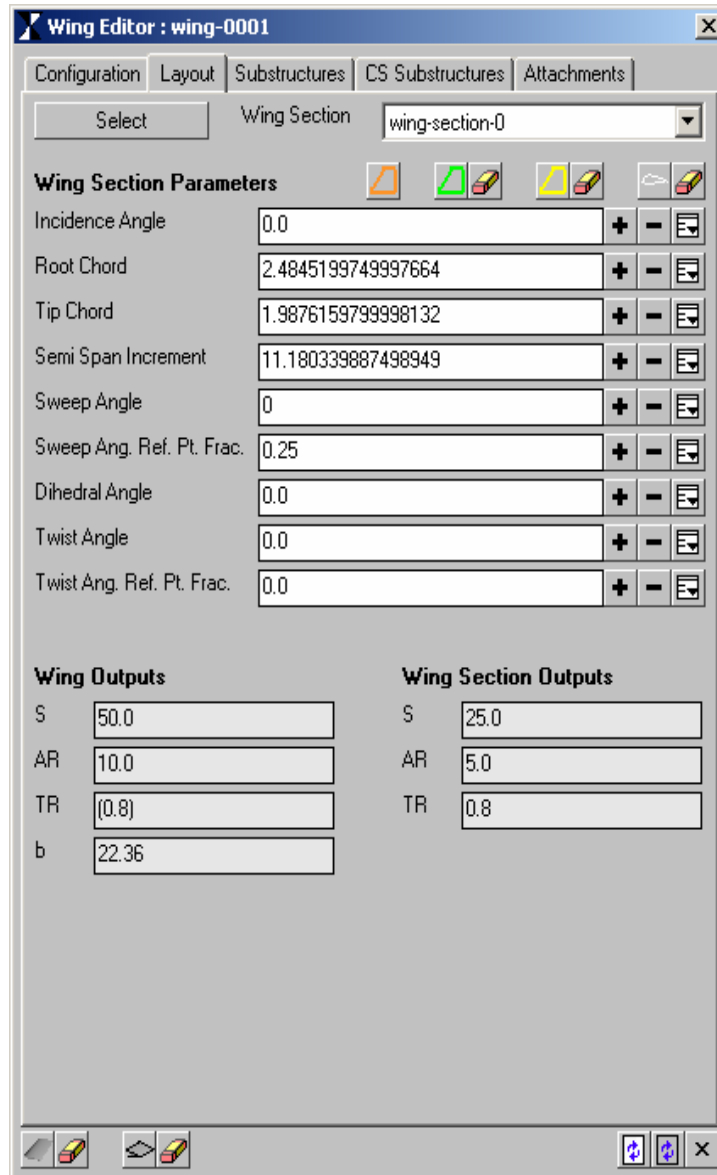 Wing Editor : wing-0001
Configuration Layout Substructures CS Substructures Attachments
Select Wing Section wing-section-0
Wing Section Parameters
Incidence Angle 0.0
Root Chord 2.4845199749997664
Tip Chord 1.9876159799998132
Semi Span Increment 11.180339887498949
Sweep Angle 0
Sweep Ang. Ref. Pt. Frac. 0.25
Dihedral Angle 0.0
Twist Angle 0.0
Twist Ang. Ref. Pt. Frac. 0.0
Wing Outputs Wing Section Outputs
S 50.0 S 25.0
AR 10.0 AR 5.0
TR (0.8) TR 0.8
b 22.36